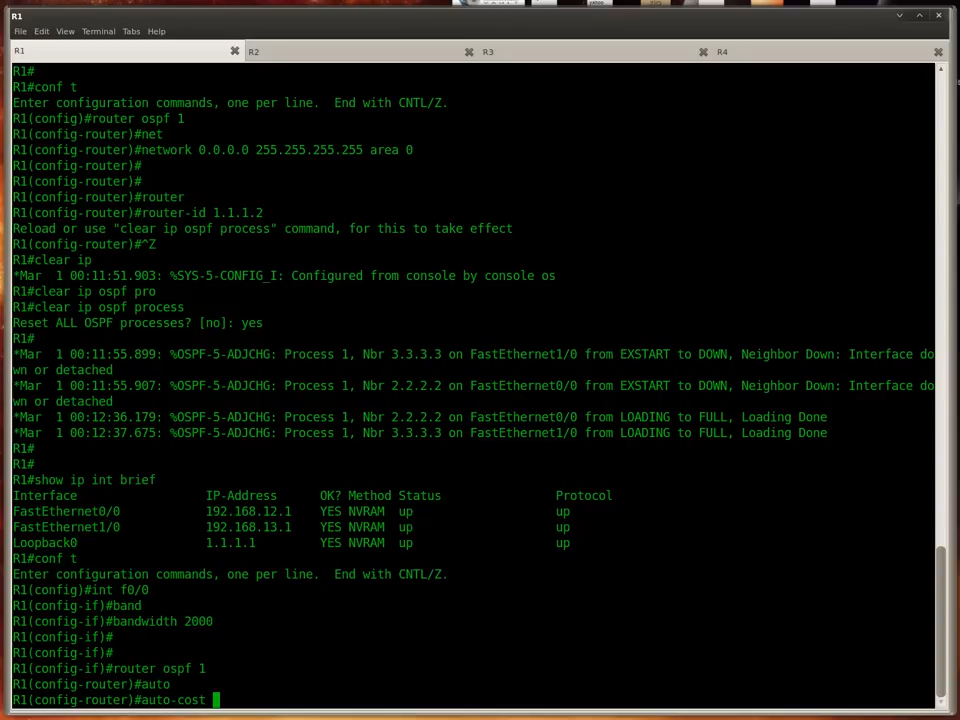 R1
File Edit View Terminal Tabs Help
R1 R2 R3 R4
R1#
R1#conf t
Enter configuration commands, one per line.  End with CNTL/Z.
R1(config)#router ospf 1
R1(config-router)#net
R1(config-router)#network 0.0.0.0 255.255.255.255 area 0
R1(config-router)#
R1(config-router)#
R1(config-router)#router
R1(config-router)#router-id 1.1.1.2
Reload or use "clear ip ospf process" command, for this to take effect
R1(config-router)#^Z
R1#clear ip
*Mar  1 00:11:51.903: %SYS-5-CONFIG_I: Configured from console by console os
R1#clear ip ospf pro
R1#clear ip ospf process
Reset ALL OSPF processes? [no]: yes
R1#
*Mar  1 00:11:55.899: %OSPF-5-ADJCHG: Process 1, Nbr 3.3.3.3 on FastEthernet1/0 from EXSTART to DOWN, Neighbor Down: Interface do
wn or detached
*Mar  1 00:11:55.907: %OSPF-5-ADJCHG: Process 1, Nbr 2.2.2.2 on FastEthernet0/0 from EXSTART to DOWN, Neighbor Down: Interface do
wn or detached
*Mar  1 00:12:36.179: %OSPF-5-ADJCHG: Process 1, Nbr 2.2.2.2 on FastEthernet0/0 from LOADING to FULL, Loading Done
*Mar  1 00:12:37.675: %OSPF-5-ADJCHG: Process 1, Nbr 3.3.3.3 on FastEthernet1/0 from LOADING to FULL, Loading Done
R1#
R1#
R1#show ip int brief
Interface                  IP-Address      OK? Method Status                Protocol
FastEthernet0/0            192.168.12.1    YES NVRAM  up                    up
FastEthernet1/0            192.168.13.1    YES NVRAM  up                    up
Loopback0                  1.1.1.1         YES NVRAM  up                    up
R1#conf t
Enter configuration commands, one per line.  End with CNTL/Z.
R1(config)#int f0/0
R1(config-if)#band
R1(config-if)#bandwidth 2000
R1(config-if)#
R1(config-if)#
R1(config-if)#router ospf 1
R1(config-router)#auto
R1(config-router)#auto-cost